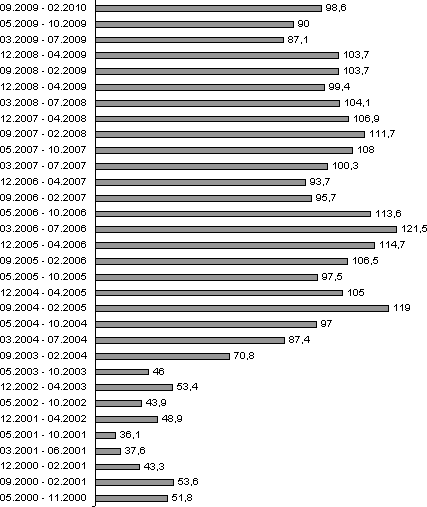 09.2009 - 02.2010 98,6
05.2009 - 10.2009 90
03.2009 - 07.2009 87,1
12.2008 - 04.2009 103,7
09.2008 - 02.2009 103,7
12.2008 - 04.2009 99,4
03.2008 - 07.2008 104,1
12.2007 - 04.2008 106,9
09.2007 - 02.2008 111,7
05.2007 - 10.2007 108
03.2007 - 07.2007 100,3
12.2006 - 04.2007 93,7
09.2006 - 02.2007 95,7
05.2006 - 10.2006 113,6
03.2006 - 07.2006 121,5
12.2005 - 04.2006 114,7
09.2005 - 02.2006 106,5
05.2005 - 10.2005 97,5
12.2004 - 04.2005 105
09.2004 - 02.2005 119
05.2004 - 10.2004 97
03.2004 - 07.2004 87,4
09.2003 - 02.2004 70,8
05.2003 - 10.2003 46
12.2002 - 04.2003 53,4
05.2002 - 10.2002 43,9
12.2001 - 04.2002 48,9
05.2001 - 10.2001 36,1
03.2001 - 06.2001 37,6
12.2000 - 02.2001 43,3
09.2000 - 02.2001 53,6
05.2000 - 11.2000 51,8